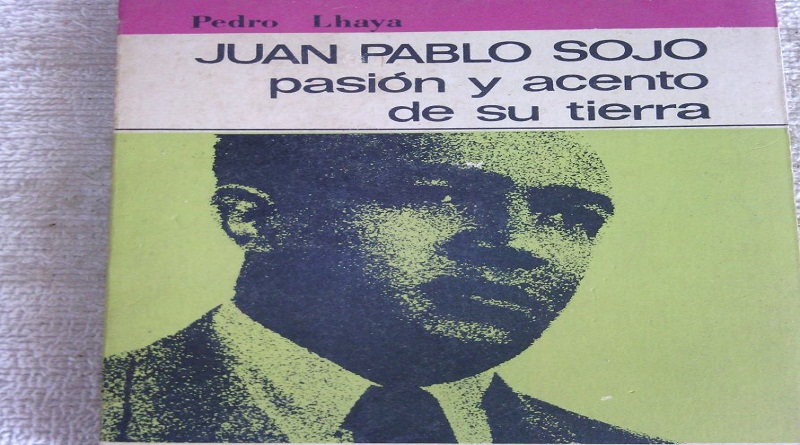 Pedro Lhaya
JUAN PABLO SOJO
pasión y acento
de su tierra